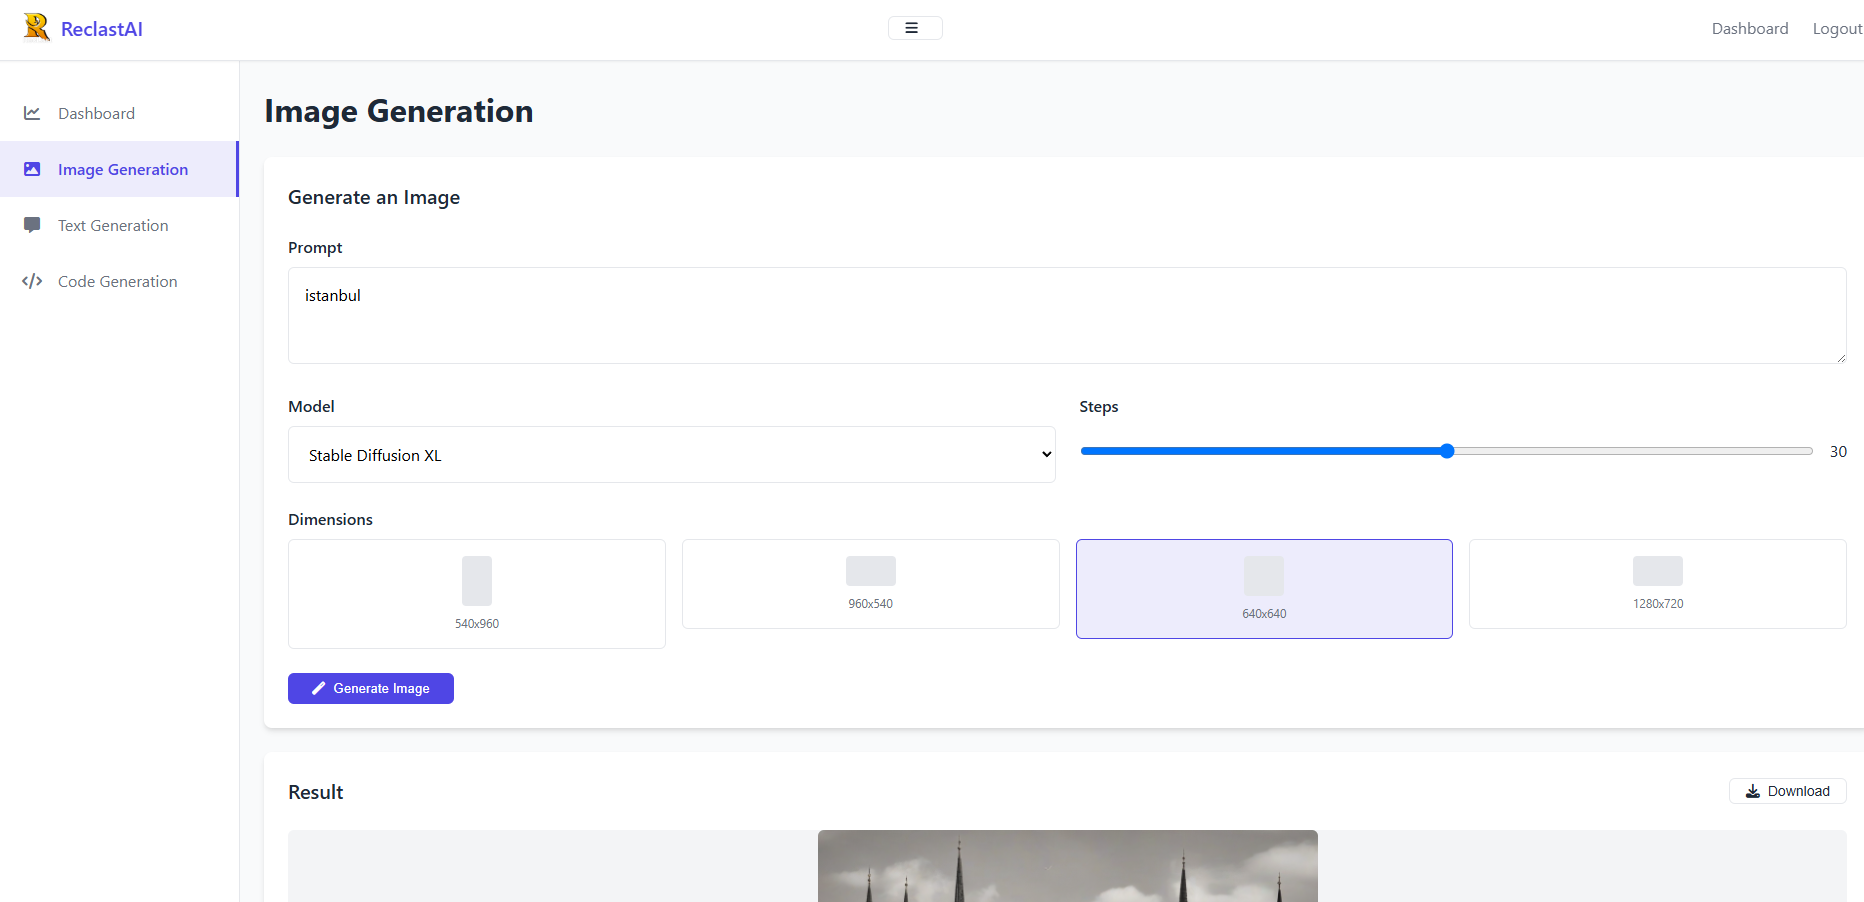 ReclastAI
Dashboard Logout
Dashboard
Image Generation
Text Generation
Code Generation
Image Generation
Generate an Image
Prompt
istanbul
Model
Steps
Stable Diffusion XL
30
Dimensions
540x960
960x540
640x640
1280x720
Generate Image
Result
Download